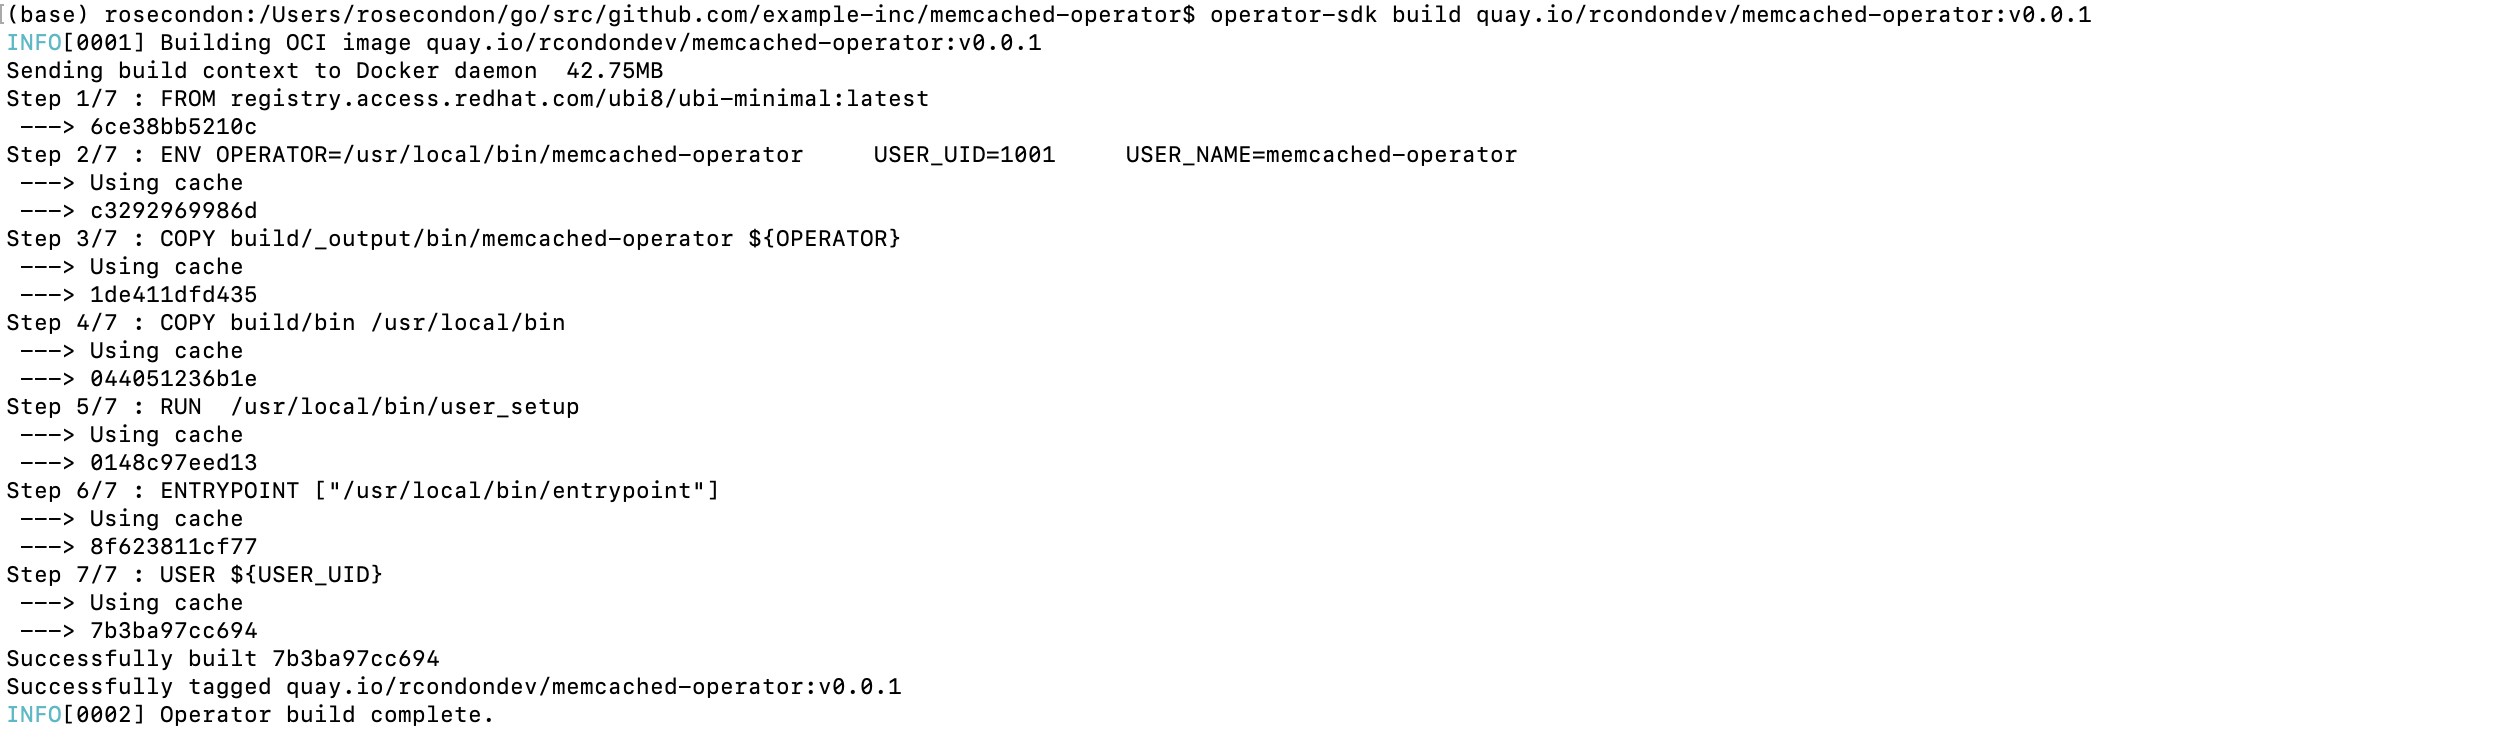 (base) rosecondon:/Users/rosecondon/go/src/github.com/example-inc/memcached-operator$ operator-sdk build quay.io/rcondondev/memcached-operator:v0.0.1
INFO[0001] Building OCI image quay.io/rcondondev/memcached-operator:v0.0.1
Sending build context to Docker daemon  42.75MB
Step 1/7 : FROM registry.access.redhat.com/ubi8/ubi-minimal:latest
 ---> 6ce38bb5210c
Step 2/7 : ENV OPERATOR=/usr/local/bin/memcached-operator     USER_UID=1001     USER_NAME=memcached-operator
 ---> Using cache
 ---> c3292969986d
Step 3/7 : COPY build/_output/bin/memcached-operator ${OPERATOR}
 ---> Using cache
 ---> 1de411dfd435
Step 4/7 : COPY build/bin /usr/local/bin
 ---> Using cache
 ---> 044051236b1e
Step 5/7 : RUN  /usr/local/bin/user_setup
 ---> Using cache
 ---> 0148c97eed13
Step 6/7 : ENTRYPOINT ["/usr/local/bin/entrypoint"]
 ---> Using cache
 ---> 8f623811cf77
Step 7/7 : USER ${USER_UID}
 ---> Using cache
 ---> 7b3ba97cc694
Successfully built 7b3ba97cc694
Successfully tagged quay.io/rcondondev/memcached-operator:v0.0.1
INFO[0002] Operator build complete.